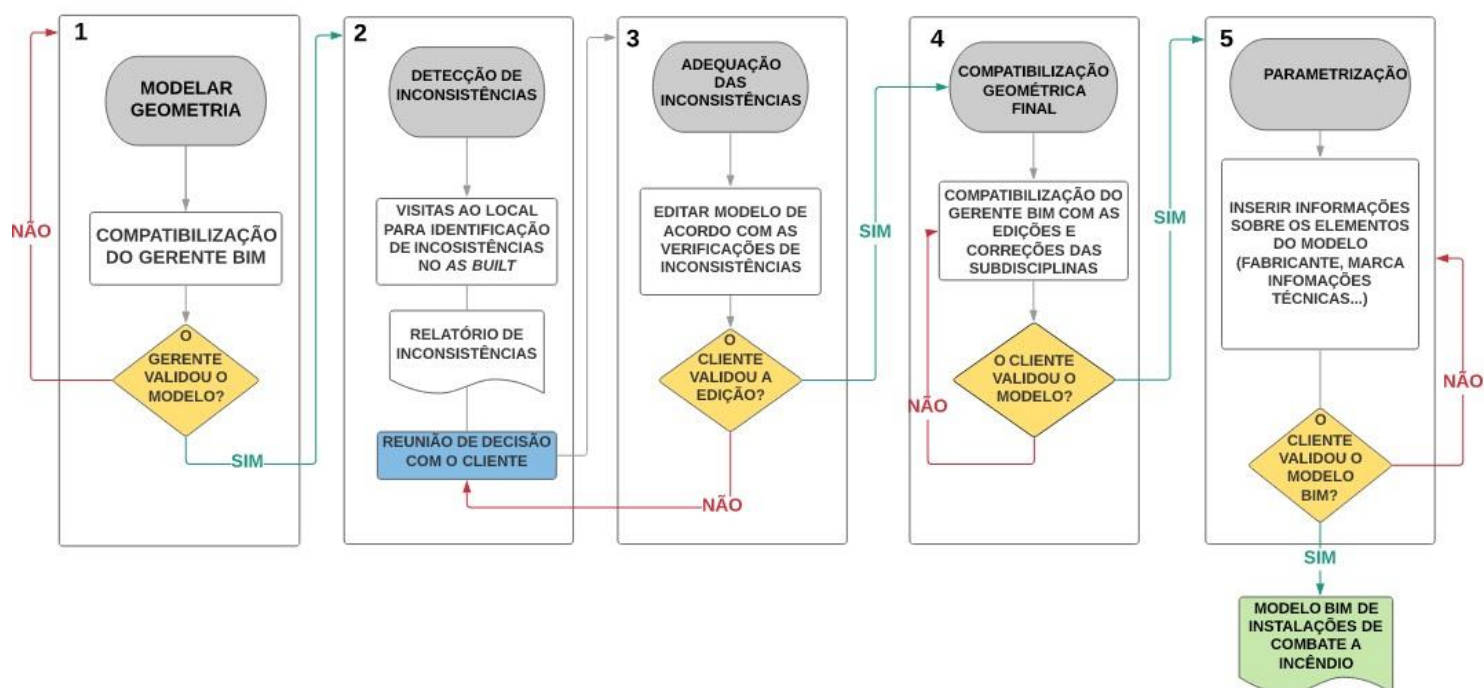 1
MODELAR
GEOMETRIA
COMPATIBILIZAÇÃO
DO GERENTE BIM
O
GERENTE
VALIDOU O
MODELO?
NÃO
SIM
2
DETECÇÃO DE
INCONSISTÊNCIAS
VISITAS AO LOCAL
PARA IDENTIFICAÇÃO
DE INCOSISTÊNCIAS
NO AS BUILT
RELATÓRIO DE
INCONSISTÊNCIAS
REUNIÃO DE DECISÃO
COM O CLIENTE
3
ADEQUAÇÃO
DAS
INCONSISTÊNCIAS
EDITAR MODELO DE
ACORDO COM AS
VERIFICAÇÕES DE
INCONSISTÊNCIAS
O
CLIENTE
VALIDOU A
EDIÇÃO?
NÃO
SIM
4
COMPATIBILIZAÇÃO
GEOMÉTRICA
FINAL
COMPATIBILIZAÇÃO DO
GERENTE BIM COM AS
EDIÇÕES E
CORREÇÕES DAS
SUBDISCIPLINAS
O CLIENTE
VALIDOU O
MODELO?
NÃO
SIM
5
PARAMETRIZAÇÃO
INSERIR INFORMAÇÕES
SOBRE OS ELEMENTOS
DO MODELO
(FABRICANTE, MARCA
INFOMAÇÕES
TÉCNICAS...)
O
CLIENTE
VALIDOU O
MODELO
BIM?
NÃO
SIM
MODELO BIM DE
INSTALAÇÕES DE
COMBATE A
INCÊNDIO